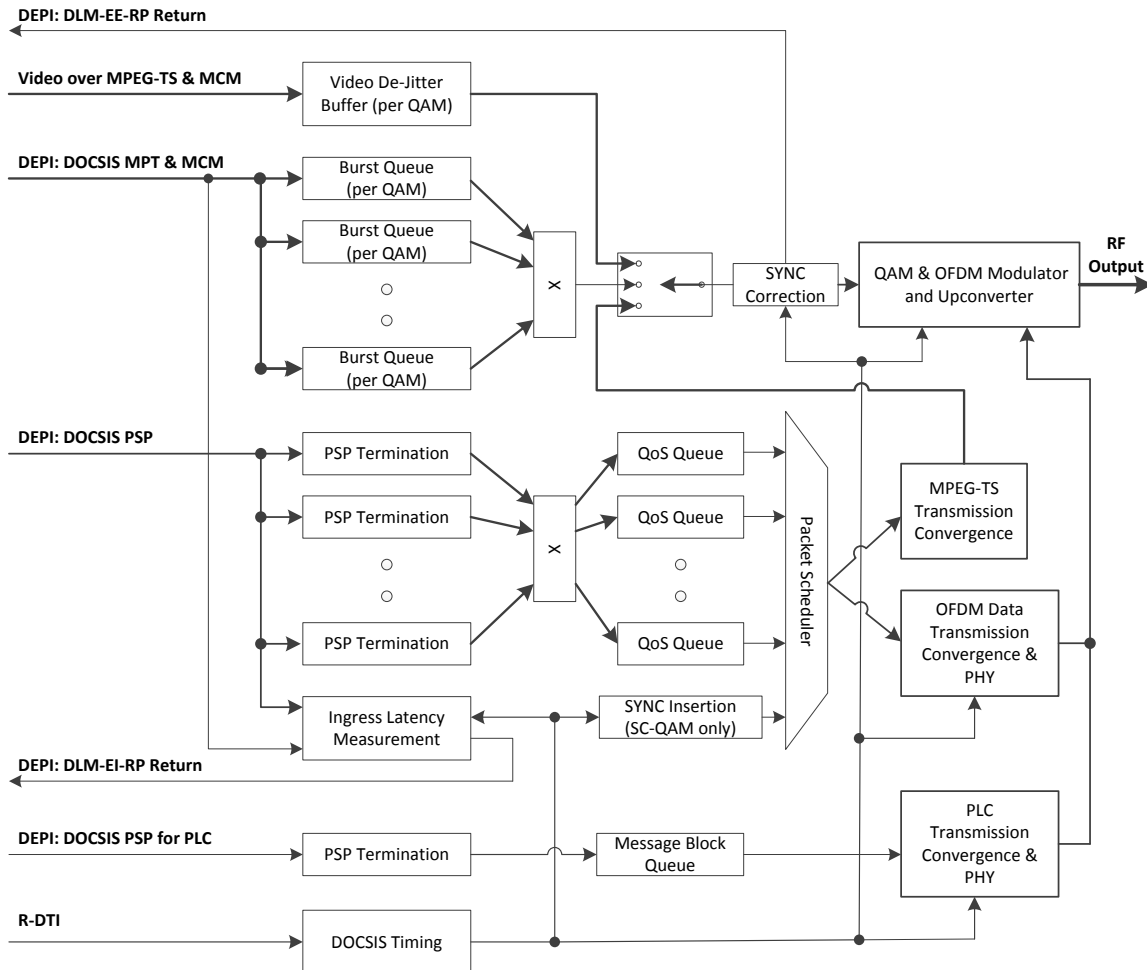 DEPI: DLM-EE-RP Return
Video over MPEG-TS & MCM
Video De-Jitter
Buffer (per QAM)
DEPI: DOCSIS MPT & MCM
Burst Queue
(per QAM)
Burst Queue
(per QAM)
Burst Queue
(per QAM)
X
SYNC
Correction
QAM & OFDM Modulator
and Upconverter
RF
Output
DEPI: DOCSIS PSP
PSP Termination
PSP Termination
PSP Termination
X
QoS Queue
QoS Queue
QoS Queue
Packet Scheduler
MPEG-TS
Transmission
Convergence
OFDM Data
Transmission
Convergence &
PHY
Ingress Latency
Measurement
SYNC Insertion
(SC-QAM only)
DEPI: DLM-EI-RP Return
DEPI: DOCSIS PSP for PLC
PSP Termination
Message Block
Queue
PLC
Transmission
Convergence &
PHY
R-DTI
DOCSIS Timing